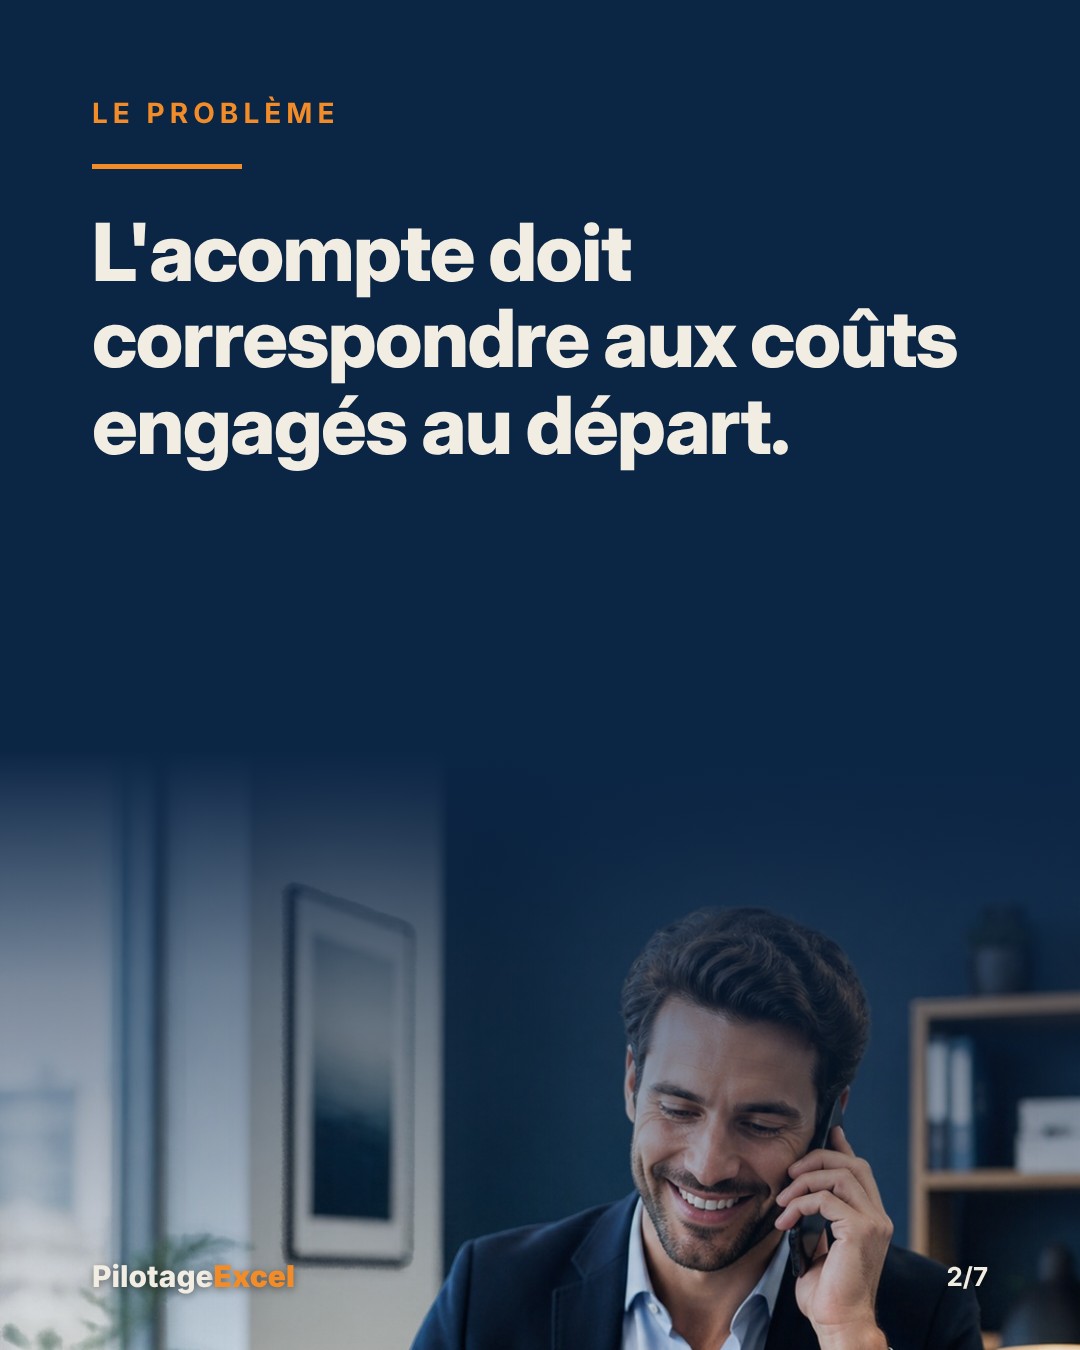 LE PROBLÈME
L'acompte doit
correspondre aux coûts
engagés au départ.
PilotageExcel
2/7